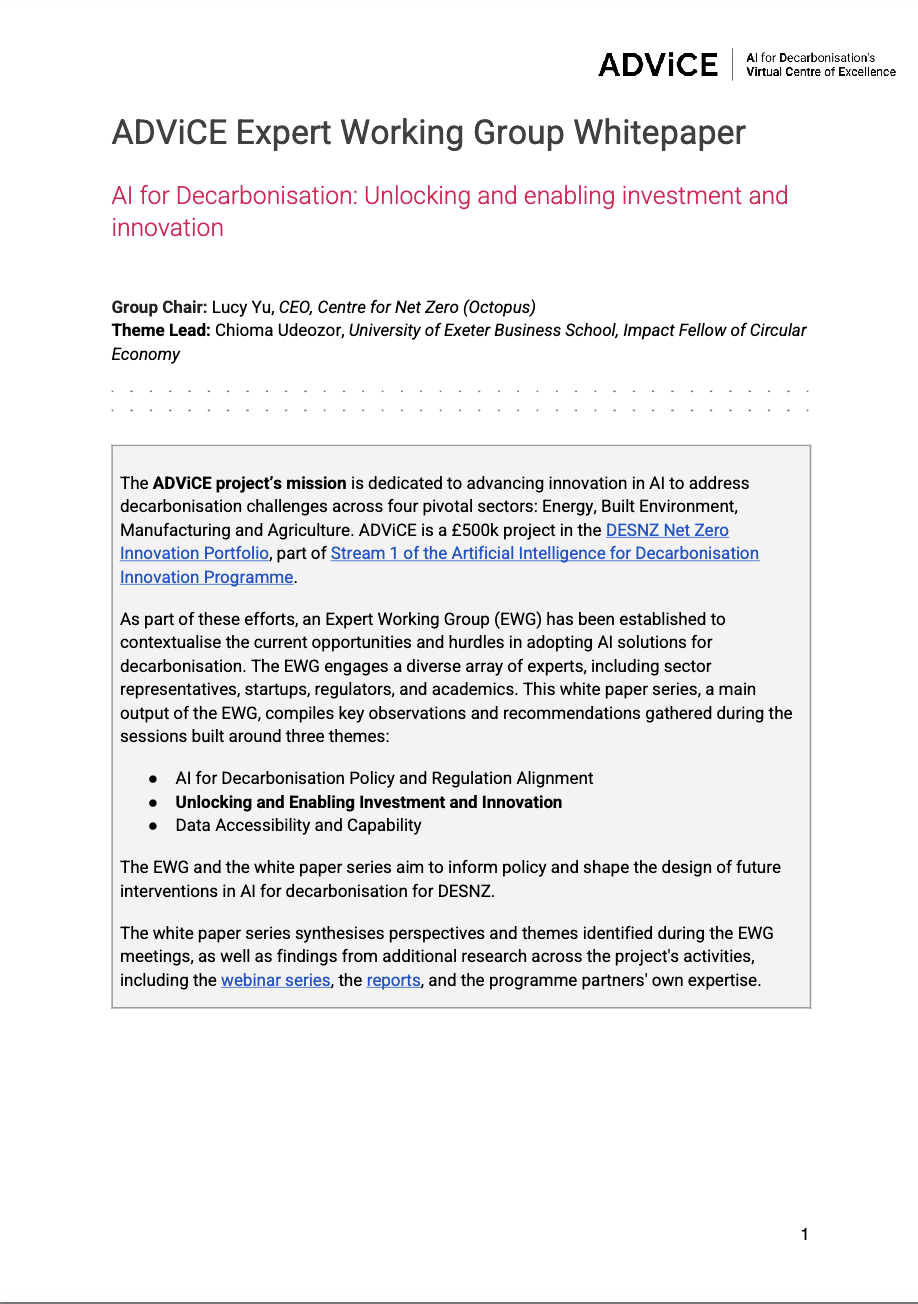 ADViCE
AI for Decarbonisation's
Virtual Centre of Excellence
ADViCE Expert Working Group Whitepaper
AI for Decarbonisation: Unlocking and enabling investment and
innovation
Group Chair: Lucy Yu, CEO, Centre for Net Zero (Octopus)
Theme Lead: Chioma Udeozor, University of Exeter Business School, Impact Fellow of Circular
Economy
The ADViCE project’s mission is dedicated to advancing innovation in AI to address
decarbonisation challenges across four pivotal sectors: Energy, Built Environment,
Manufacturing and Agriculture. ADViCE is a £500k project in the DESNZ Net Zero
Innovation Portfolio, part of Stream 1 of the Artificial Intelligence for Decarbonisation
Innovation Programme.
As part of these efforts, an Expert Working Group (EWG) has been established to
contextualise the current opportunities and hurdles in adopting AI solutions for
decarbonisation. The EWG engages a diverse array of experts, including sector
representatives, startups, regulators, and academics. This white paper series, a main
output of the EWG, compiles key observations and recommendations gathered during the
sessions built around three themes:
● AI for Decarbonisation Policy and Regulation Alignment
● Unlocking and Enabling Investment and Innovation
● Data Accessibility and Capability
The EWG and the white paper series aim to inform policy and shape the design of future
interventions in AI for decarbonisation for DESNZ.
The white paper series synthesises perspectives and themes identified during the EWG
meetings, as well as findings from additional research across the project's activities,
including the webinar series, the reports, and the programme partners' own expertise.
1